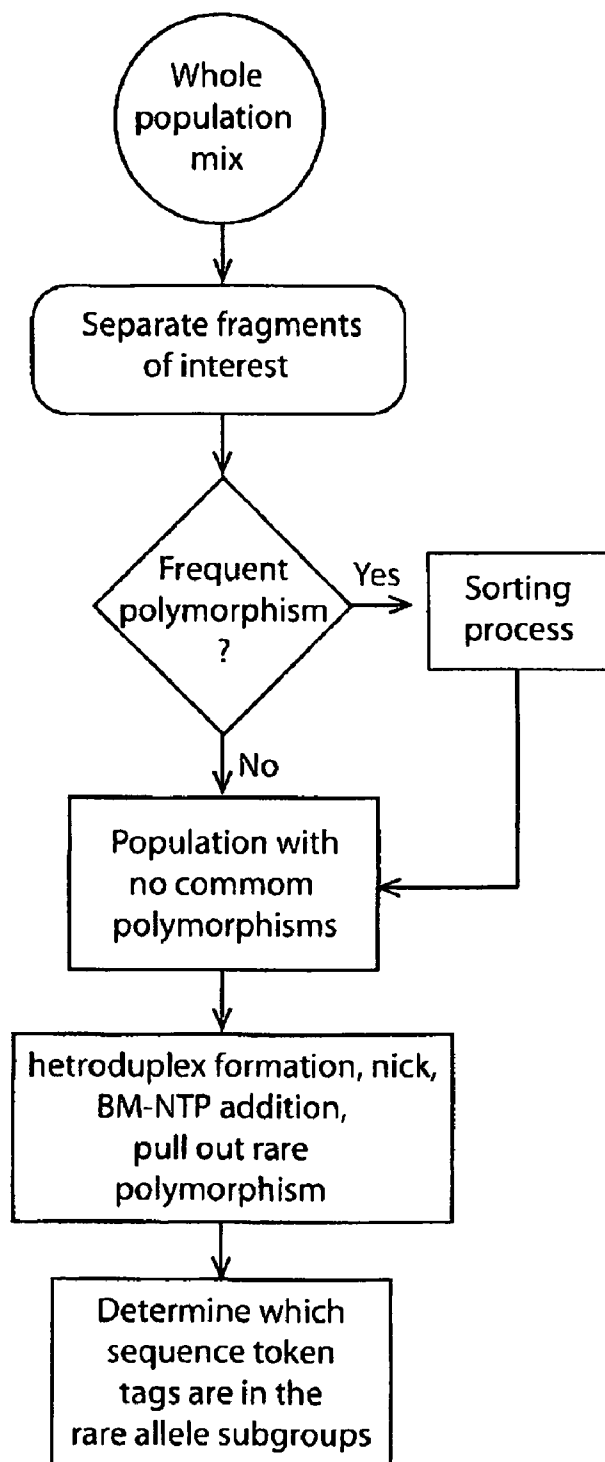 Whole
population
mix
Separate fragments
of interest
Frequent
polymorphism
?
Yes
Sorting
process
No
Population with
no commom
polymorphisms
hetroduplex formation, nick,
BM-NTP addition,
pull out rare
polymorphism
Determine which
sequence token
tags are in the
rare allele subgroups